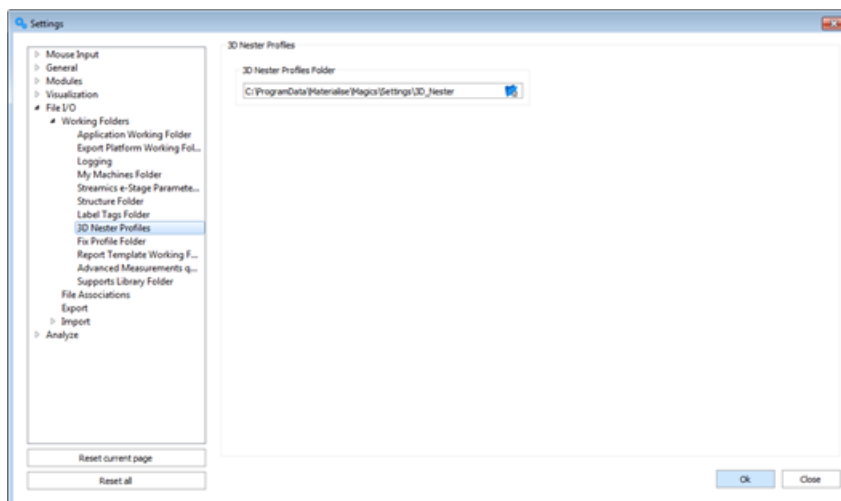 Settings
Mouse Input
General
Modules
Visualization
File I/O
Working Folders
Application Working Folder
Export Platform Working Fol...
Logging
My Machines Folder
Streamics e-Stage Paramete...
Structure Folder
Label Tags Folder
3D Nester Profiles
Fix Profile Folder
Report Template Working F...
Advanced Measurements q...
Supports Library Folder
File Associations
Export
Import
Analyze
Reset current page
Reset all
3D Nester Profiles
3D Nester Profiles Folder
C:\ProgramData\Materialise\Magics\Settings\3D_Nester
Ok
Close